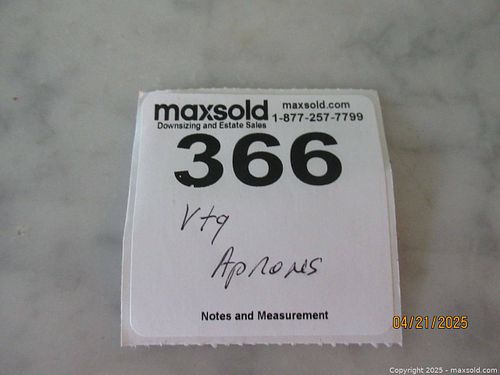 maxsold maxsold.com
Downsizing and Estate Sales 1-877-257-7799
366
Vtg
Aprones
Notes and Measurement
04/21/2025
Copyright © 2025 - maxsold.com